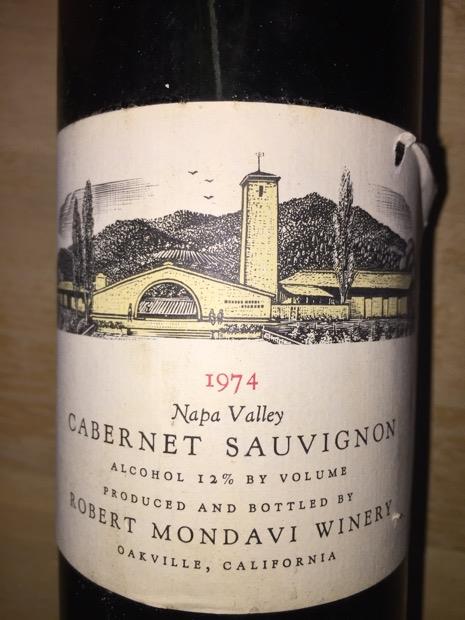 1974
Napa Valley
CABERNET SAUVIGNON
ALCOHOL 12% BY VOLUME
PRODUCED AND BOTTLED BY
ROBERT MONDAVI WINERY
OAKVILLE, CALIFORNIA